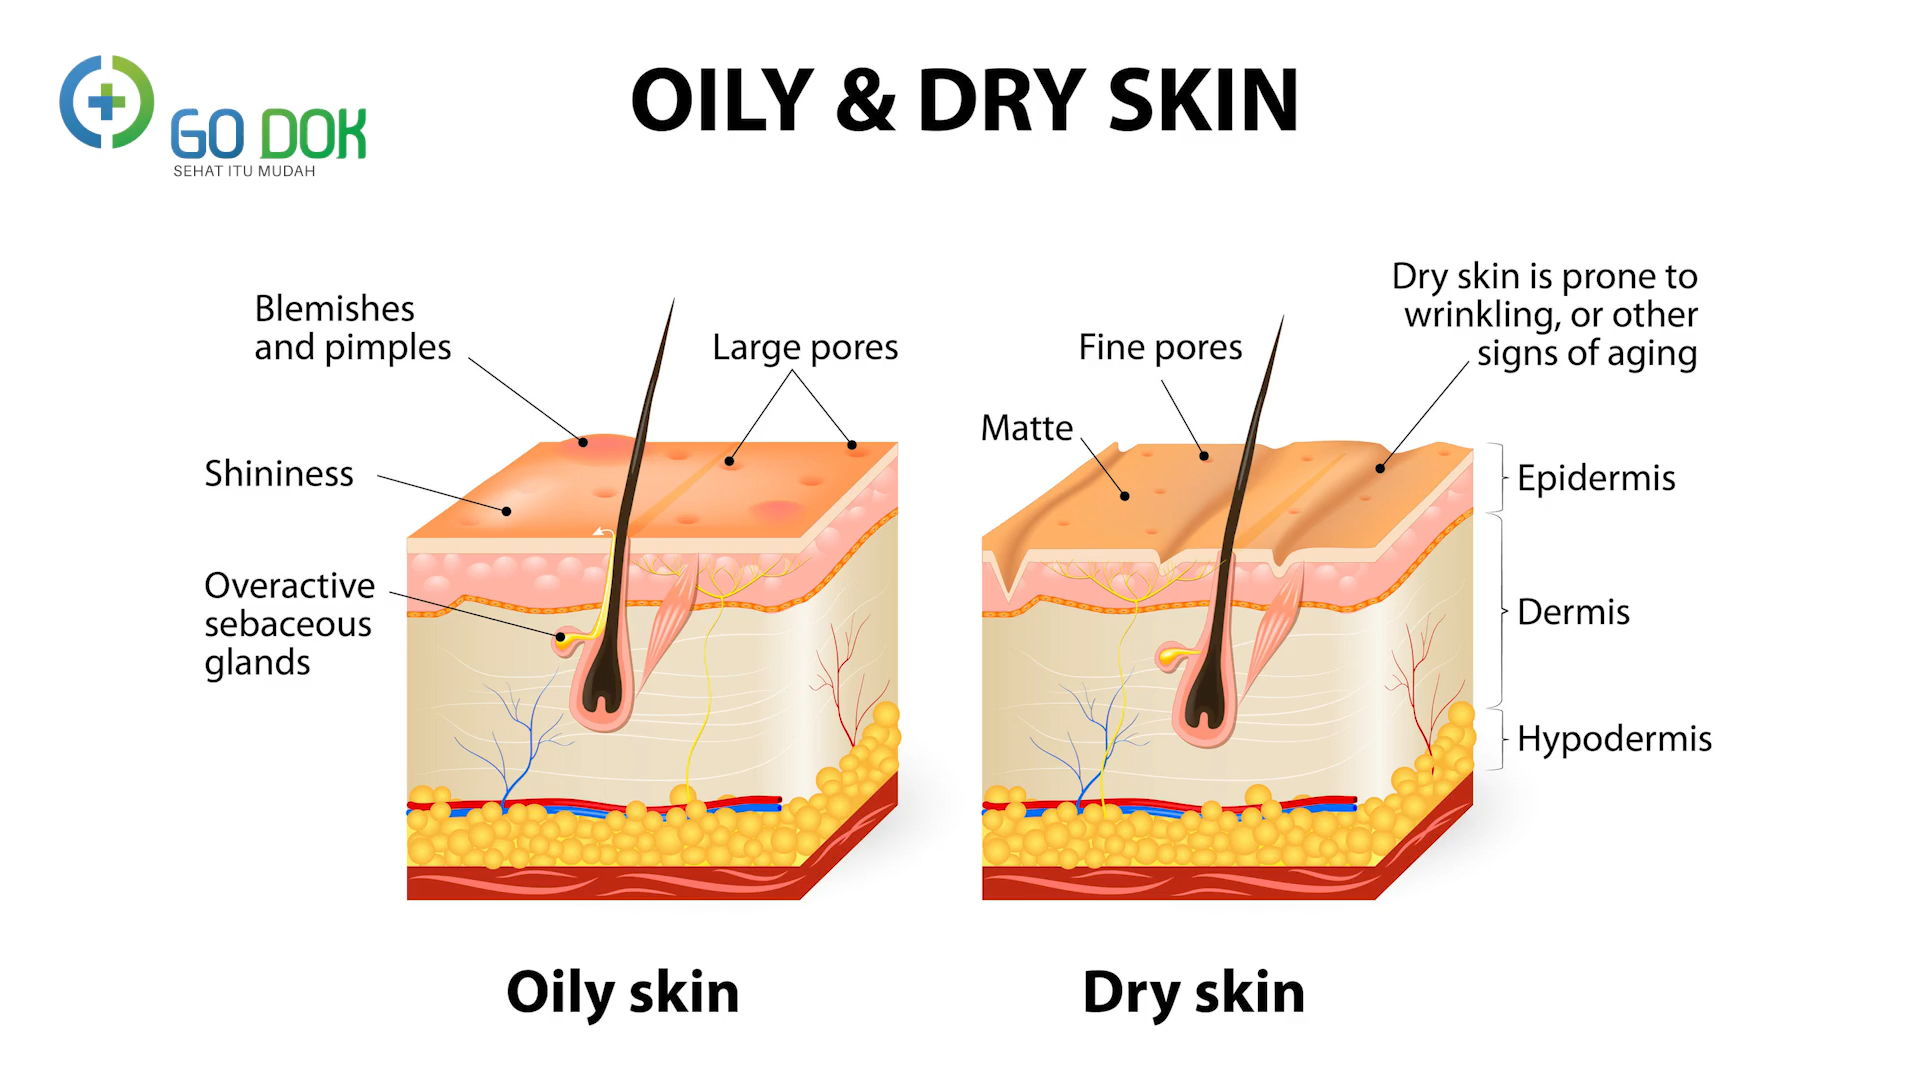 GO DOK
SEHAT ITU MUDAH
OILY & DRY SKIN
Blemishes
and pimples
Large pores
Shininess
Overactive
sebaceous
glands
Oily skin
Dry skin is prone to
wrinkling, or other
signs of aging
Fine pores
Matte
Epidermis
Dermis
Hypodermis
Dry skin